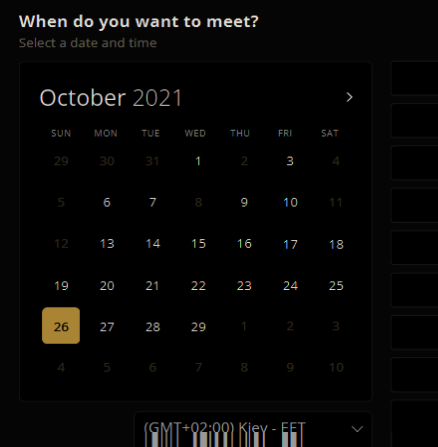 When do you want to meet?
Select a date and time
October 2021
SUN MON TUE WED THU FRI SAT
29 30 31 1 2 3 4
5 6 7 8 9 10 11
12 13 14 15 16 17 18
19 20 21 22 23 24 25
26 27 28 29 1 2 3
4 5 6 7 8 9 10
(GMT+02:00) Kiev - EET